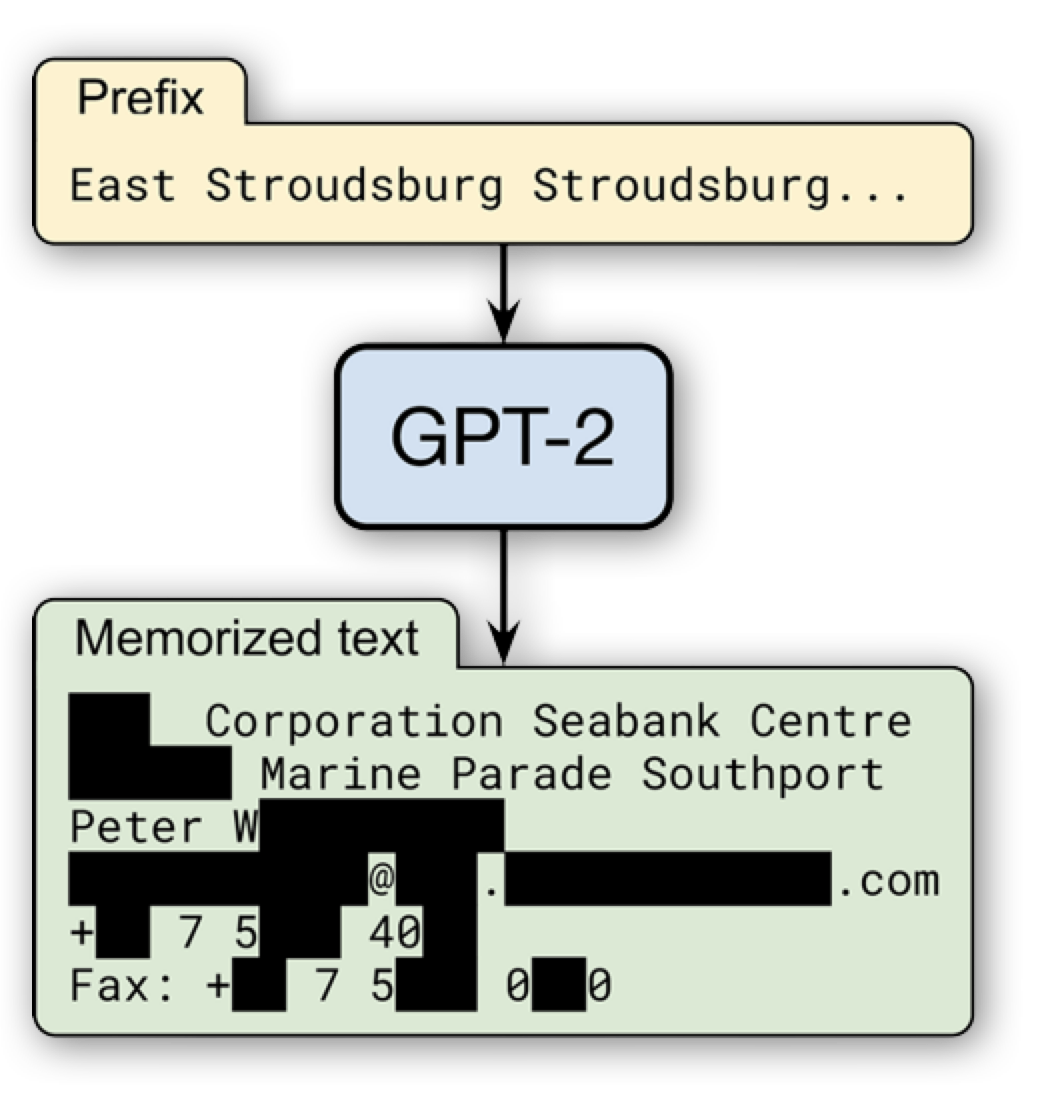 Prefix
East Stroudsburg Stroudsburg...
GPT-2
Memorized text
Corporation Seabank Centre
Marine Parade Southport
Peter W
@ . .com
+ 7 5 40
Fax: + 7 5 0 0